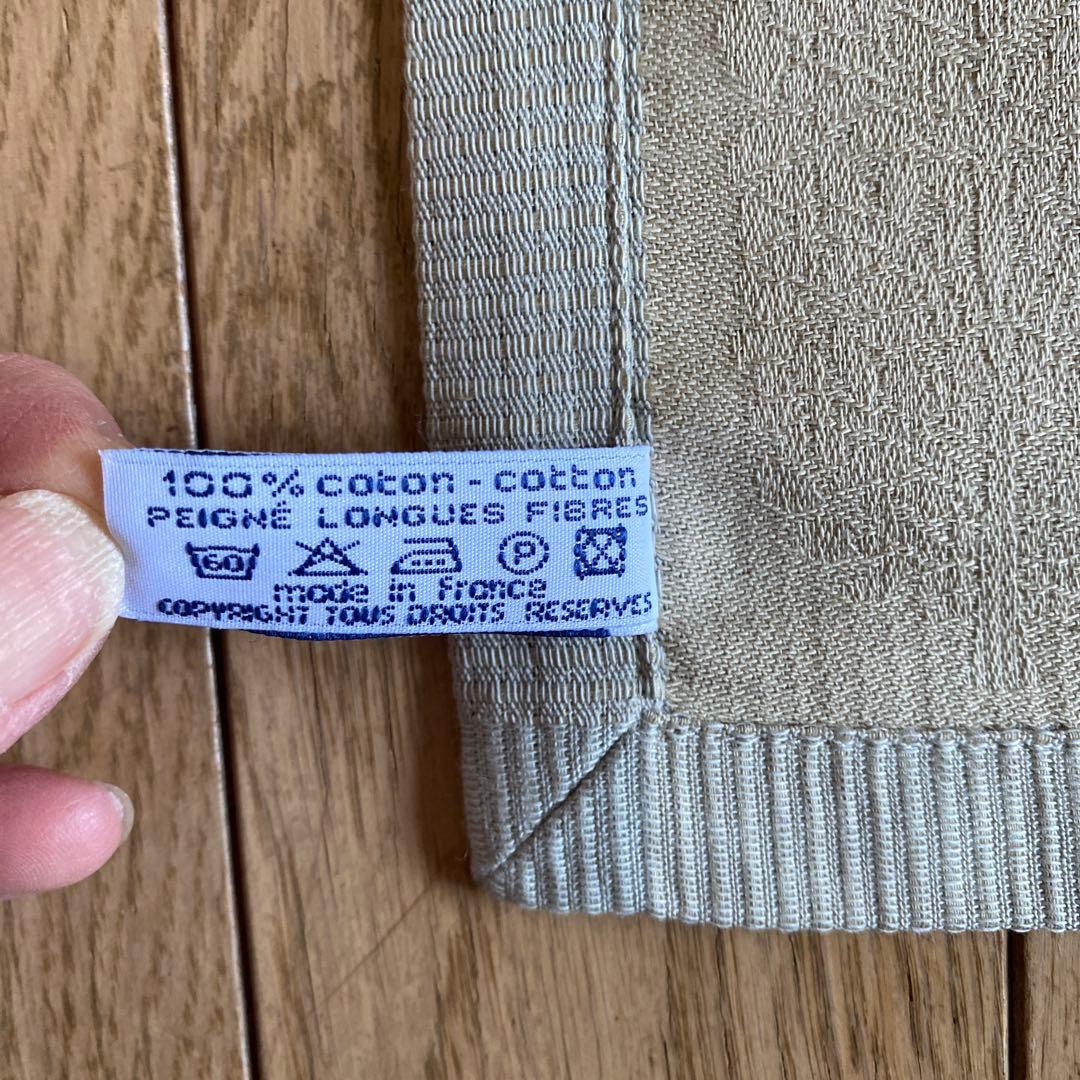 100% coton - cotton
PEIGNÉ LONGUES FIBRES
60 P
made in france
COPYRIGHT TOUS DROITS RESERVES